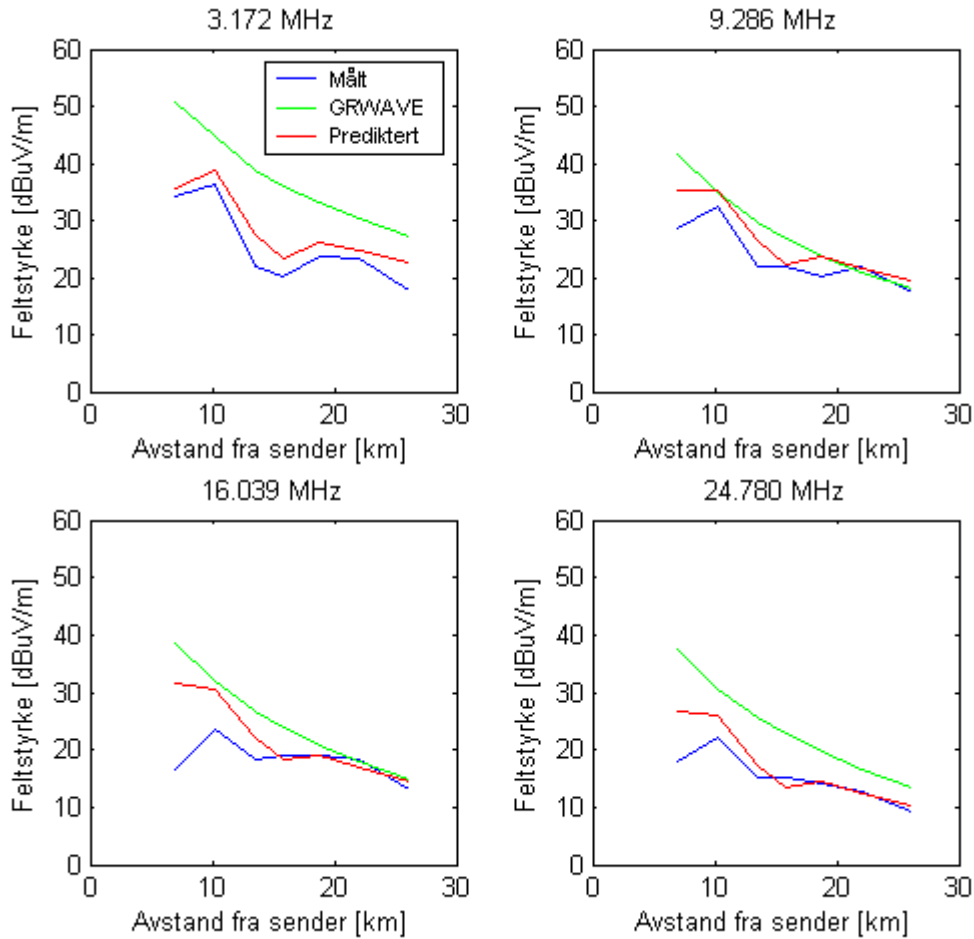 3.172 MHz
60
50
40
30
20
10
0
0 10 20 30
Feltstyrke [dBuV/m]
Avstand fra sender [km]
Målt
GRWAVE
Prediktert
9.286 MHz
60
50
40
30
20
10
0
0 10 20 30
Feltstyrke [dBuV/m]
Avstand fra sender [km]
16.039 MHz
60
50
40
30
20
10
0
0 10 20 30
Feltstyrke [dBuV/m]
Avstand fra sender [km]
24.780 MHz
60
50
40
30
20
10
0
0 10 20 30
Feltstyrke [dBuV/m]
Avstand fra sender [km]